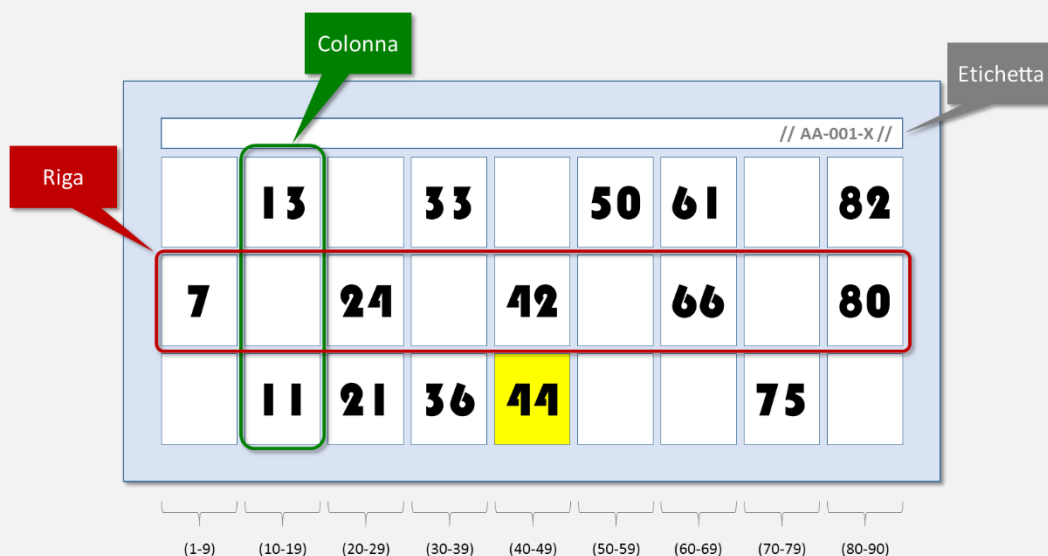 Colonna
Etichetta
// AA-001-X //
Riga
13 33 50 61 82
7 24 42 66 80
11 21 36 44 75
(1-9) (10-19) (20-29) (30-39) (40-49) (50-59) (60-69) (70-79) (80-90)